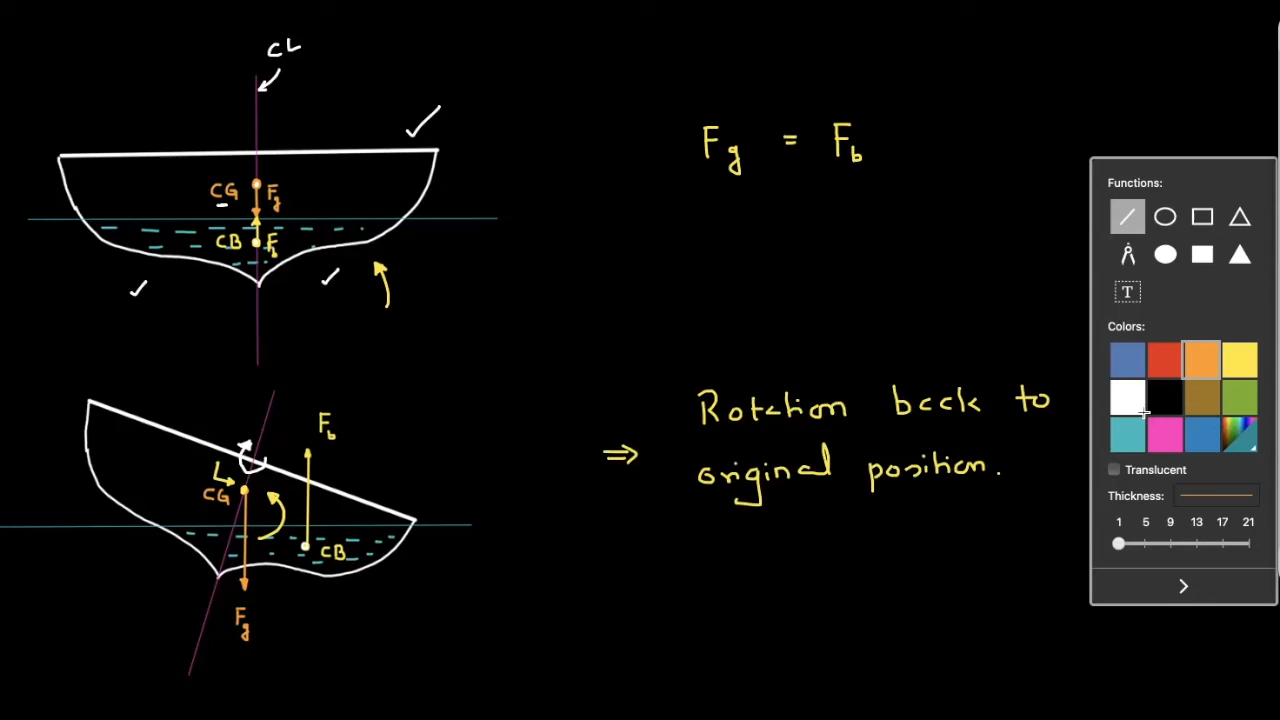 CL
CG
Fg
CB
Fb
Fg = Fb
Fb
CG
CB
Fg
⇒ Rotation back to
original position.
Functions:
T
Colors:
Translucent
Thickness:
1 5 9 13 17 21